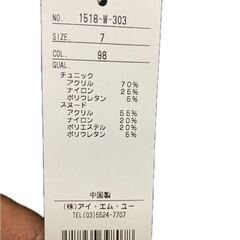 NO. 1518-W-303
SIZE. 7
COL. 98
QUAL.
チュニック
アクリル 70%
ナイロン 25%
ポリウレタン 5%
スヌード
アクリル 55%
ナイロン 20%
ポリエステル 20%
ポリウレタン 5%
中国製
(株)アイ・エム・ユー
TEL(03)5524-7707